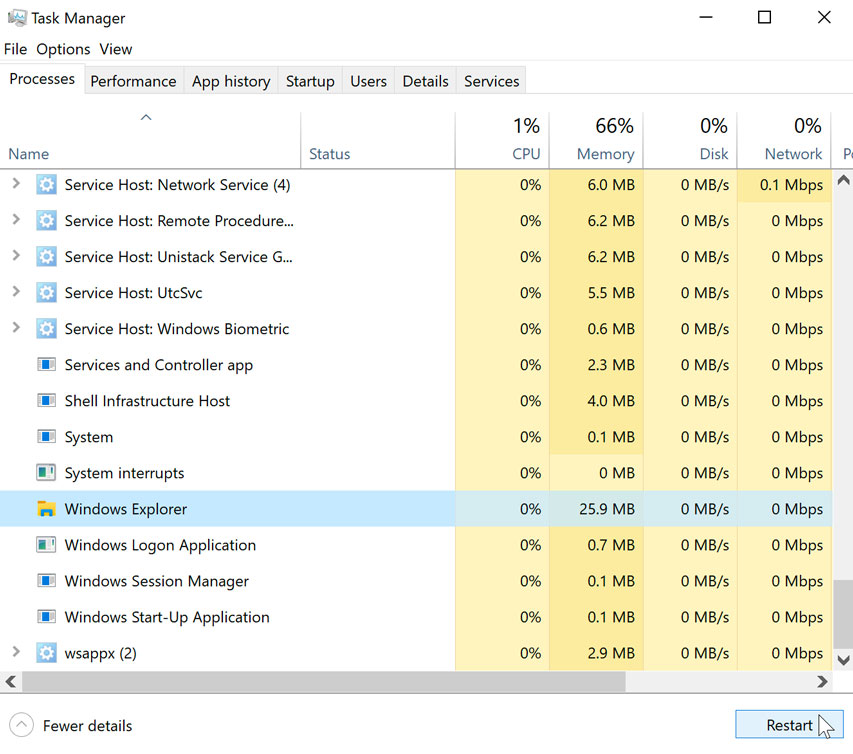 Task Manager
File Options View
Processes Performance App history Startup Users Details Services
1% 66% 0% 0%
Name Status CPU Memory Disk Network
Service Host: Network Service (4) 0% 6.0 MB 0 MB/s 0.1 Mbps
Service Host: Remote Procedure... 0% 6.2 MB 0 MB/s 0 Mbps
Service Host: Unistack Service G... 0% 6.2 MB 0 MB/s 0 Mbps
Service Host: UtcSvc 0% 5.5 MB 0 MB/s 0 Mbps
Service Host: Windows Biometric 0% 0.6 MB 0 MB/s 0 Mbps
Services and Controller app 0% 2.3 MB 0 MB/s 0 Mbps
Shell Infrastructure Host 0% 4.0 MB 0 MB/s 0 Mbps
System 0% 0.1 MB 0 MB/s 0 Mbps
System interrupts 0% 0 MB 0 MB/s 0 Mbps
Windows Explorer 0% 25.9 MB 0 MB/s 0 Mbps
Windows Logon Application 0% 0.7 MB 0 MB/s 0 Mbps
Windows Session Manager 0% 0.1 MB 0 MB/s 0 Mbps
Windows Start-Up Application 0% 0.1 MB 0 MB/s 0 Mbps
wsappx (2) 0% 2.9 MB 0 MB/s 0 Mbps
Fewer details Restart